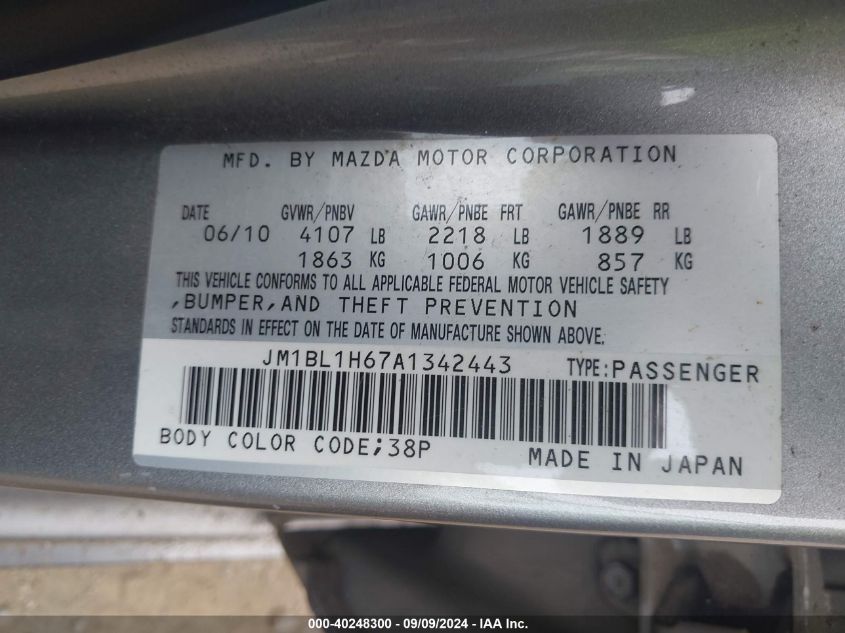 MFD. BY MAZDA MOTOR CORPORATION
DATE GVWR/PNBV GAWR/PNBE FRT GAWR/PNBE RR
06/10 4107 LB 2218 LB 1889 LB
1863 KG 1006 KG 857 KG
THIS VEHICLE CONFORMS TO ALL APPLICABLE FEDERAL MOTOR VEHICLE SAFETY
,BUMPER,AND THEFT PREVENTION
STANDARDS IN EFFECT ON THE DATE OF MANUFACTURE SHOWN ABOVE.
JM1BL1H67A1342443 TYPE:PASSENGER
BODY COLOR CODE;38P MADE IN JAPAN
000-40248300 - 09/09/2024 - IAA Inc.